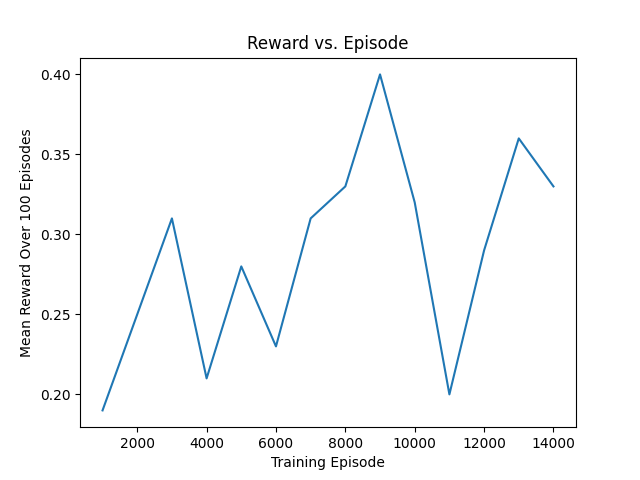 Reward vs. Episode
Mean Reward Over 100 Episodes
0.40
0.35
0.30
0.25
0.20
2000 4000 6000 8000 10000 12000 14000
Training Episode